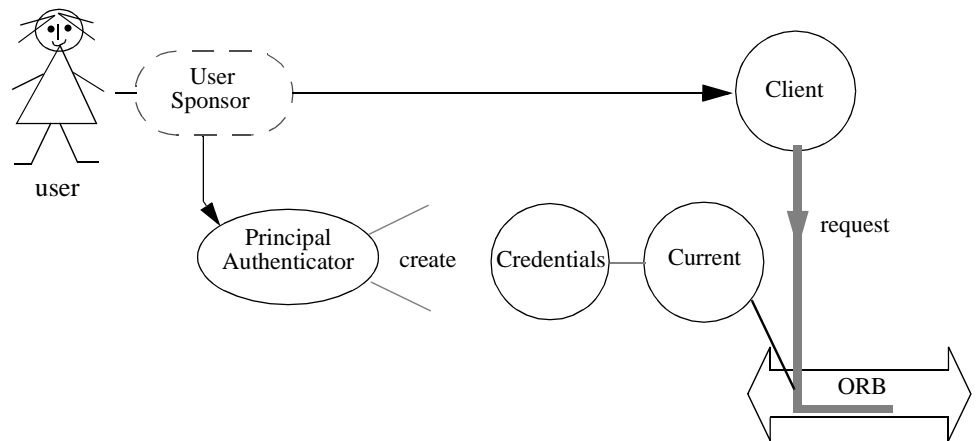 User
Sponsor
Client
user
Principal
Authenticator
create
Credentials
Current
request
ORB